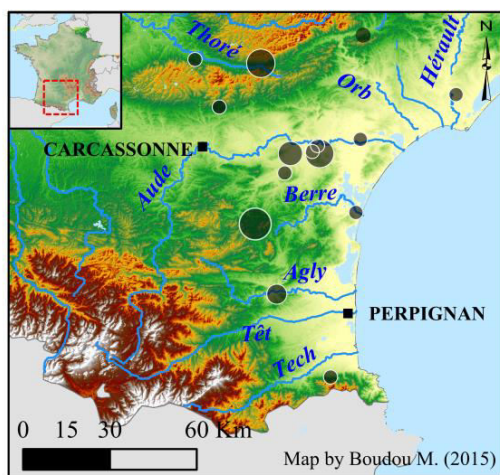 Thoré
Orb
Hérault
N
CARCASSONNE
Aude
Berre
Agly
PERPIGNAN
Têt
Tech
0 15 30 60 Km
Map by Boudou M. (2015)